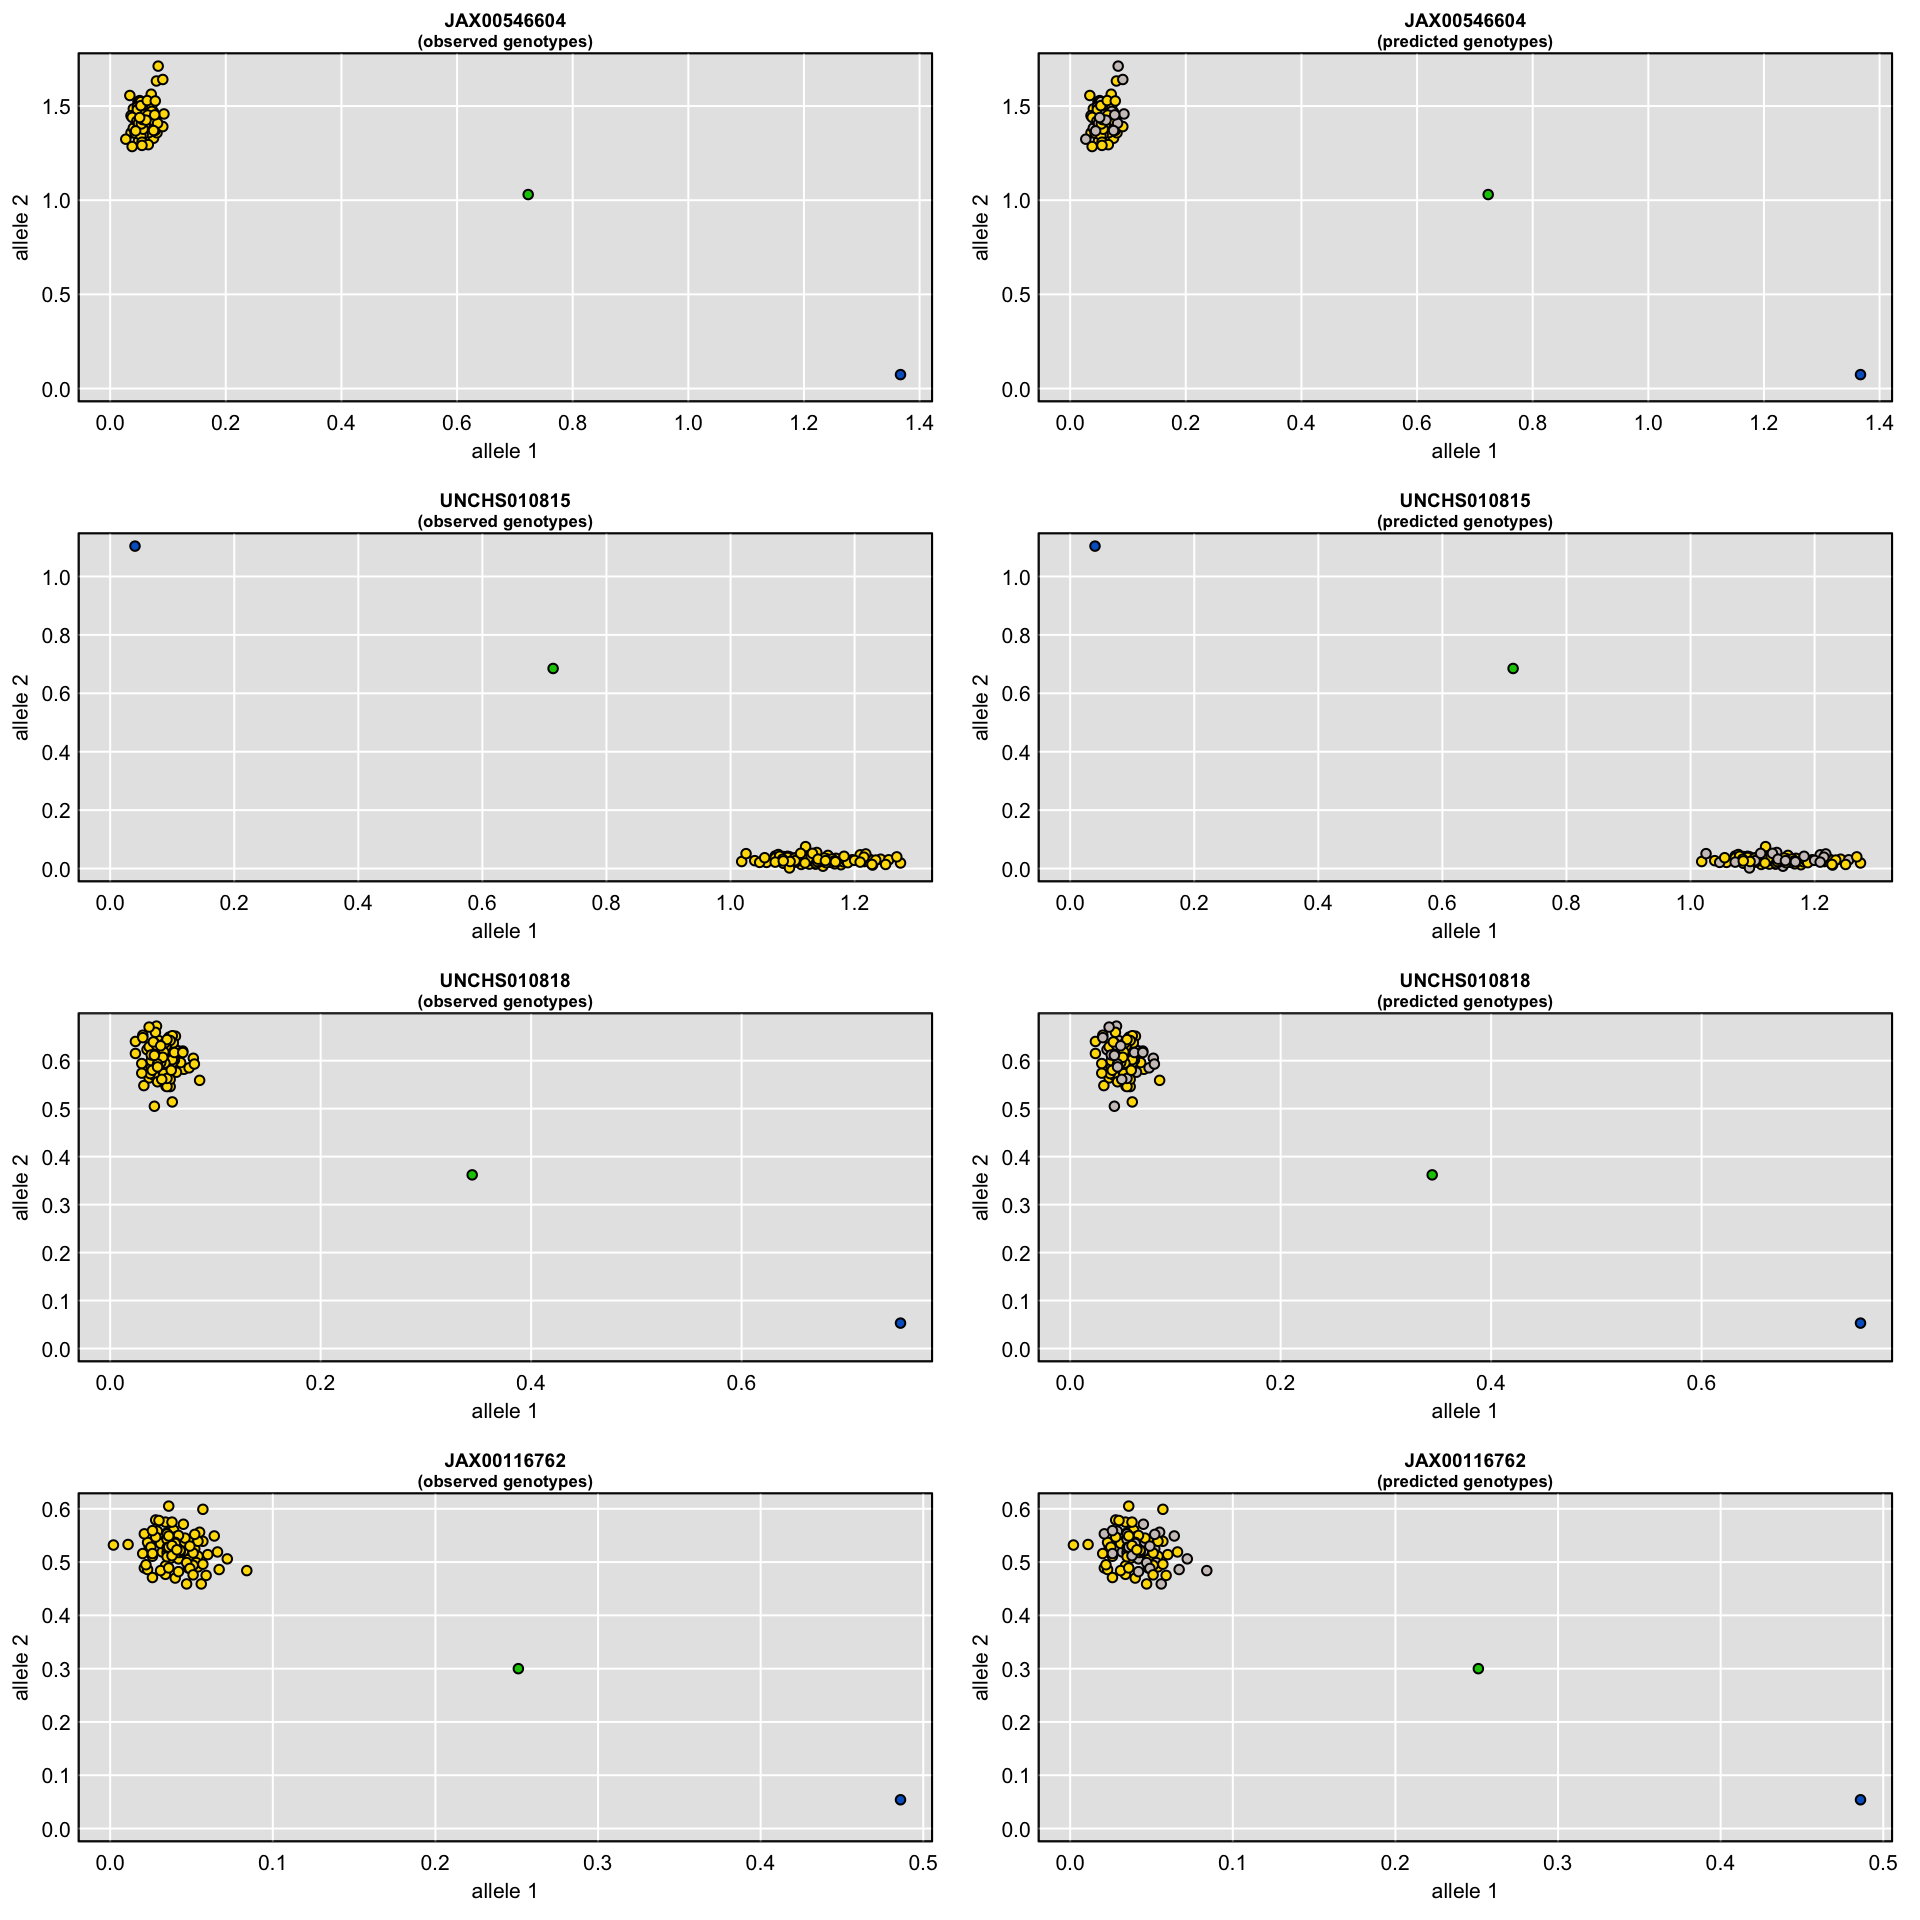 JAX00546604
(observed genotypes)
allele 2
1.5
1.0
0.5
0.0
0.0 0.2 0.4 0.6 0.8 1.0 1.2 1.4
allele 1
JAX00546604
(predicted genotypes)
allele 2
1.5
1.0
0.5
0.0
0.0 0.2 0.4 0.6 0.8 1.0 1.2 1.4
allele 1
UNCHS010815
(observed genotypes)
allele 2
1.0
0.8
0.6
0.4
0.2
0.0
0.0 0.2 0.4 0.6 0.8 1.0 1.2
allele 1
UNCHS010815
(predicted genotypes)
allele 2
1.0
0.8
0.6
0.4
0.2
0.0
0.0 0.2 0.4 0.6 0.8 1.0 1.2
allele 1
UNCHS010818
(observed genotypes)
allele 2
0.6
0.5
0.4
0.3
0.2
0.1
0.0
0.0 0.2 0.4 0.6
allele 1
UNCHS010818
(predicted genotypes)
allele 2
0.6
0.5
0.4
0.3
0.2
0.1
0.0
0.0 0.2 0.4 0.6
allele 1
JAX00116762
(observed genotypes)
allele 2
0.6
0.5
0.4
0.3
0.2
0.1
0.0
0.0 0.1 0.2 0.3 0.4 0.5
allele 1
JAX00116762
(predicted genotypes)
allele 2
0.6
0.5
0.4
0.3
0.2
0.1
0.0
0.0 0.1 0.2 0.3 0.4 0.5
allele 1